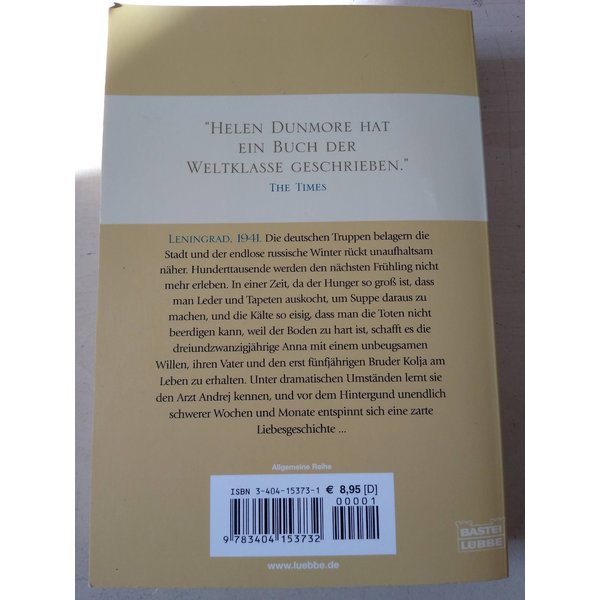 "HELEN DUNMORE HAT
EIN BUCH DER
WELTKLASSE GESCHRIEBEN."
THE TIMES
LENINGRAD, 1941. Die deutschen Truppen belagern die
Stadt und der endlose russische Winter rückt unaufhaltsam
näher. Hunderttausende werden den nächsten Frühling nicht
mehr erleben. In einer Zeit, da der Hunger so groß ist, dass
man Leder und Tapeten auskocht, um Suppe daraus zu
machen, und die Kälte so eisig, dass man die Toten nicht
beerdigen kann, weil der Boden zu hart ist, schafft es die
dreiundzwanzigjährige Anna mit einem unbeugsamen
Willen, ihren Vater und den erst fünfjährigen Bruder Kolja am
Leben zu erhalten. Unter dramatischen Umständen lernt sie
den Arzt Andrej kennen, und vor dem Hintergund unendlich
schwerer Wochen und Monate entspinnt sich eine zarte
Liebesgeschichte ...
Allgemeine Reihe
ISBN 3-404-15373-1 € 8,95 [D]
00001
9 783404 153732
www.luebbe.de
BASTEI
LÜBBE